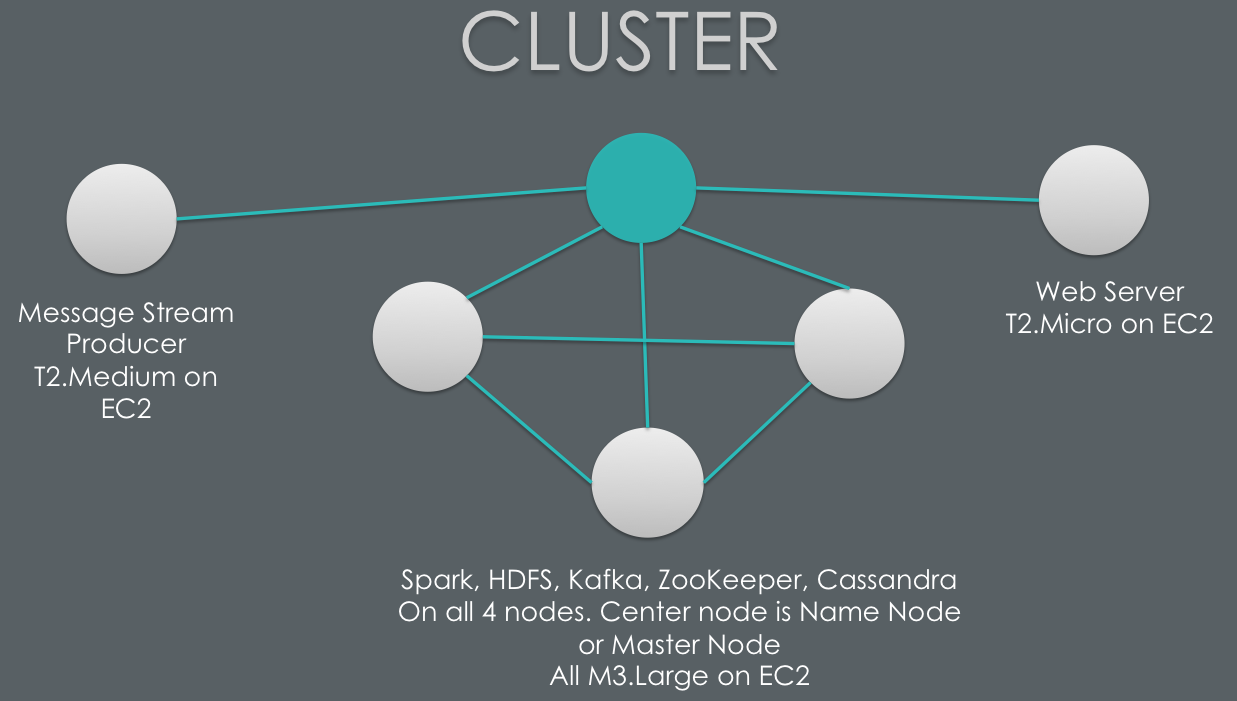 CLUSTER
Message Stream
Producer
T2.Medium on
EC2
Web Server
T2.Micro on EC2
Spark, HDFS, Kafka, ZooKeeper, Cassandra
On all 4 nodes. Center node is Name Node
or Master Node
All M3.Large on EC2